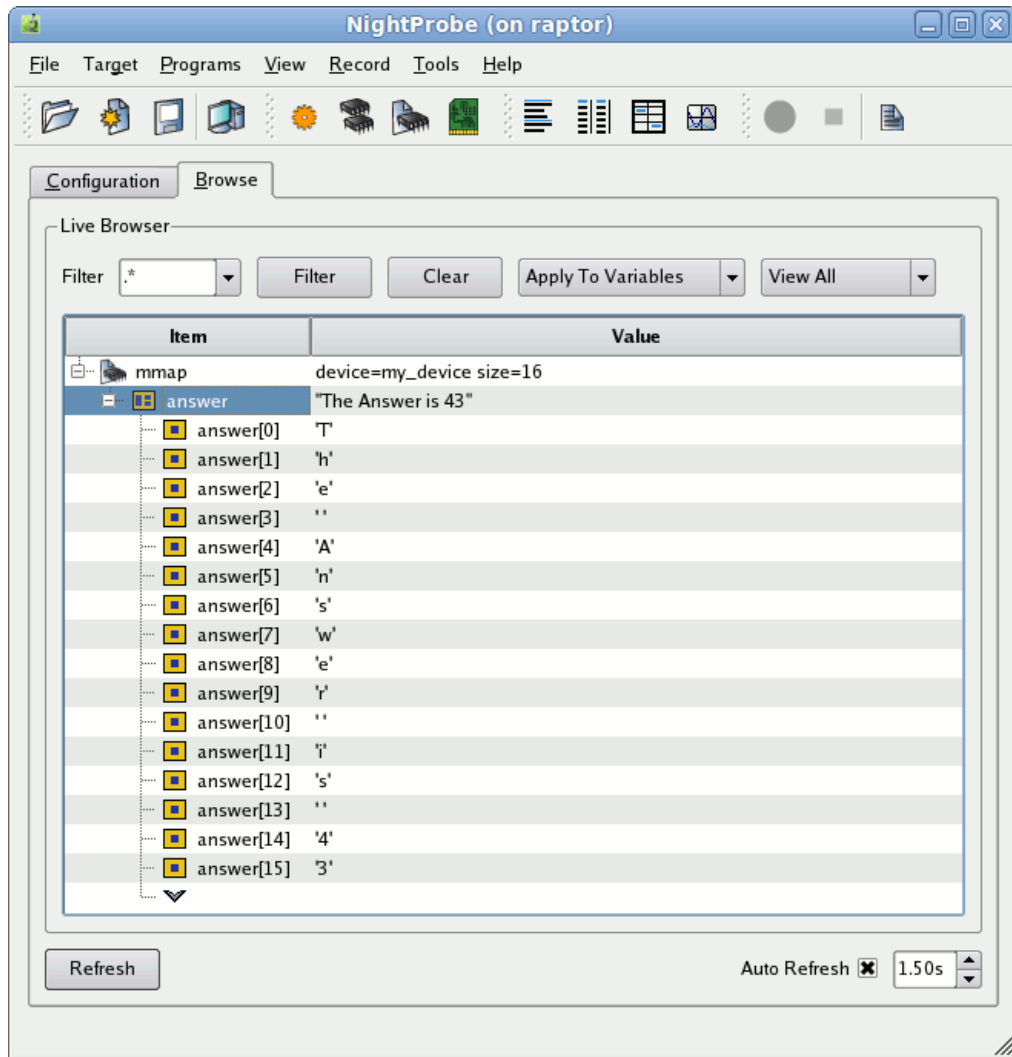 NightProbe (on raptor)
File Target Programs View Record Tools Help
Configuration Browse
Live Browser
Filter .* Filter Clear Apply To Variables View All
Item Value
mmap device=my_device size=16
answer "The Answer is 43"
answer[0] 'T'
answer[1] 'h'
answer[2] 'e'
answer[3] ' '
answer[4] 'A'
answer[5] 'n'
answer[6] 's'
answer[7] 'w'
answer[8] 'e'
answer[9] 'r'
answer[10] ' '
answer[11] 'i'
answer[12] 's'
answer[13] ' '
answer[14] '4'
answer[15] '3'
Refresh Auto Refresh 1.50s